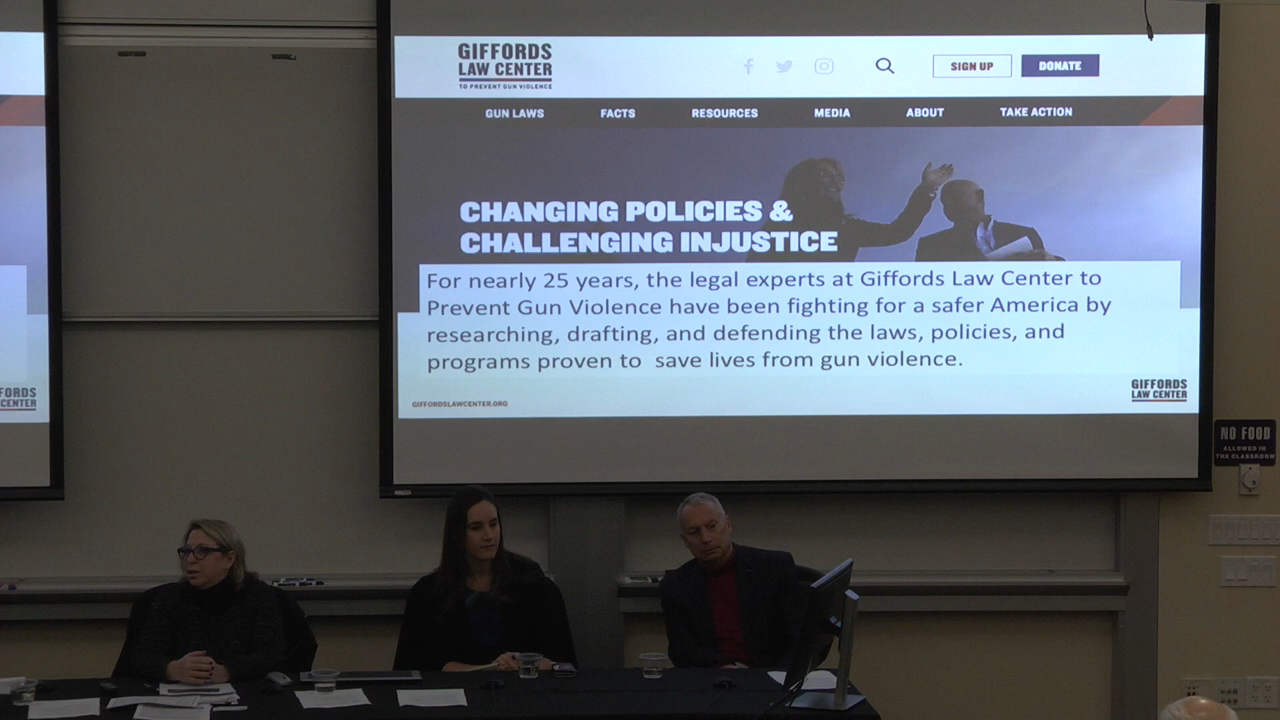 GIFFORDS
LAW CENTER
TO PREVENT GUN VIOLENCE
SIGN UP
DONATE
GUN LAWS
FACTS
RESOURCES
MEDIA
ABOUT
TAKE ACTION
CHANGING POLICIES &
CHALLENGING INJUSTICE
For nearly 25 years, the legal experts at Giffords Law Center to
Prevent Gun Violence have been fighting for a safer America by
researching, drafting, and defending the laws, policies, and
programs proven to save lives from gun violence.
GIFFORDSLAWCENTER.ORG
GIFFORDS
LAW CENTER
FORDS
CENTER
NO FOOD
ALLOWED IN
THE CLASSROOM